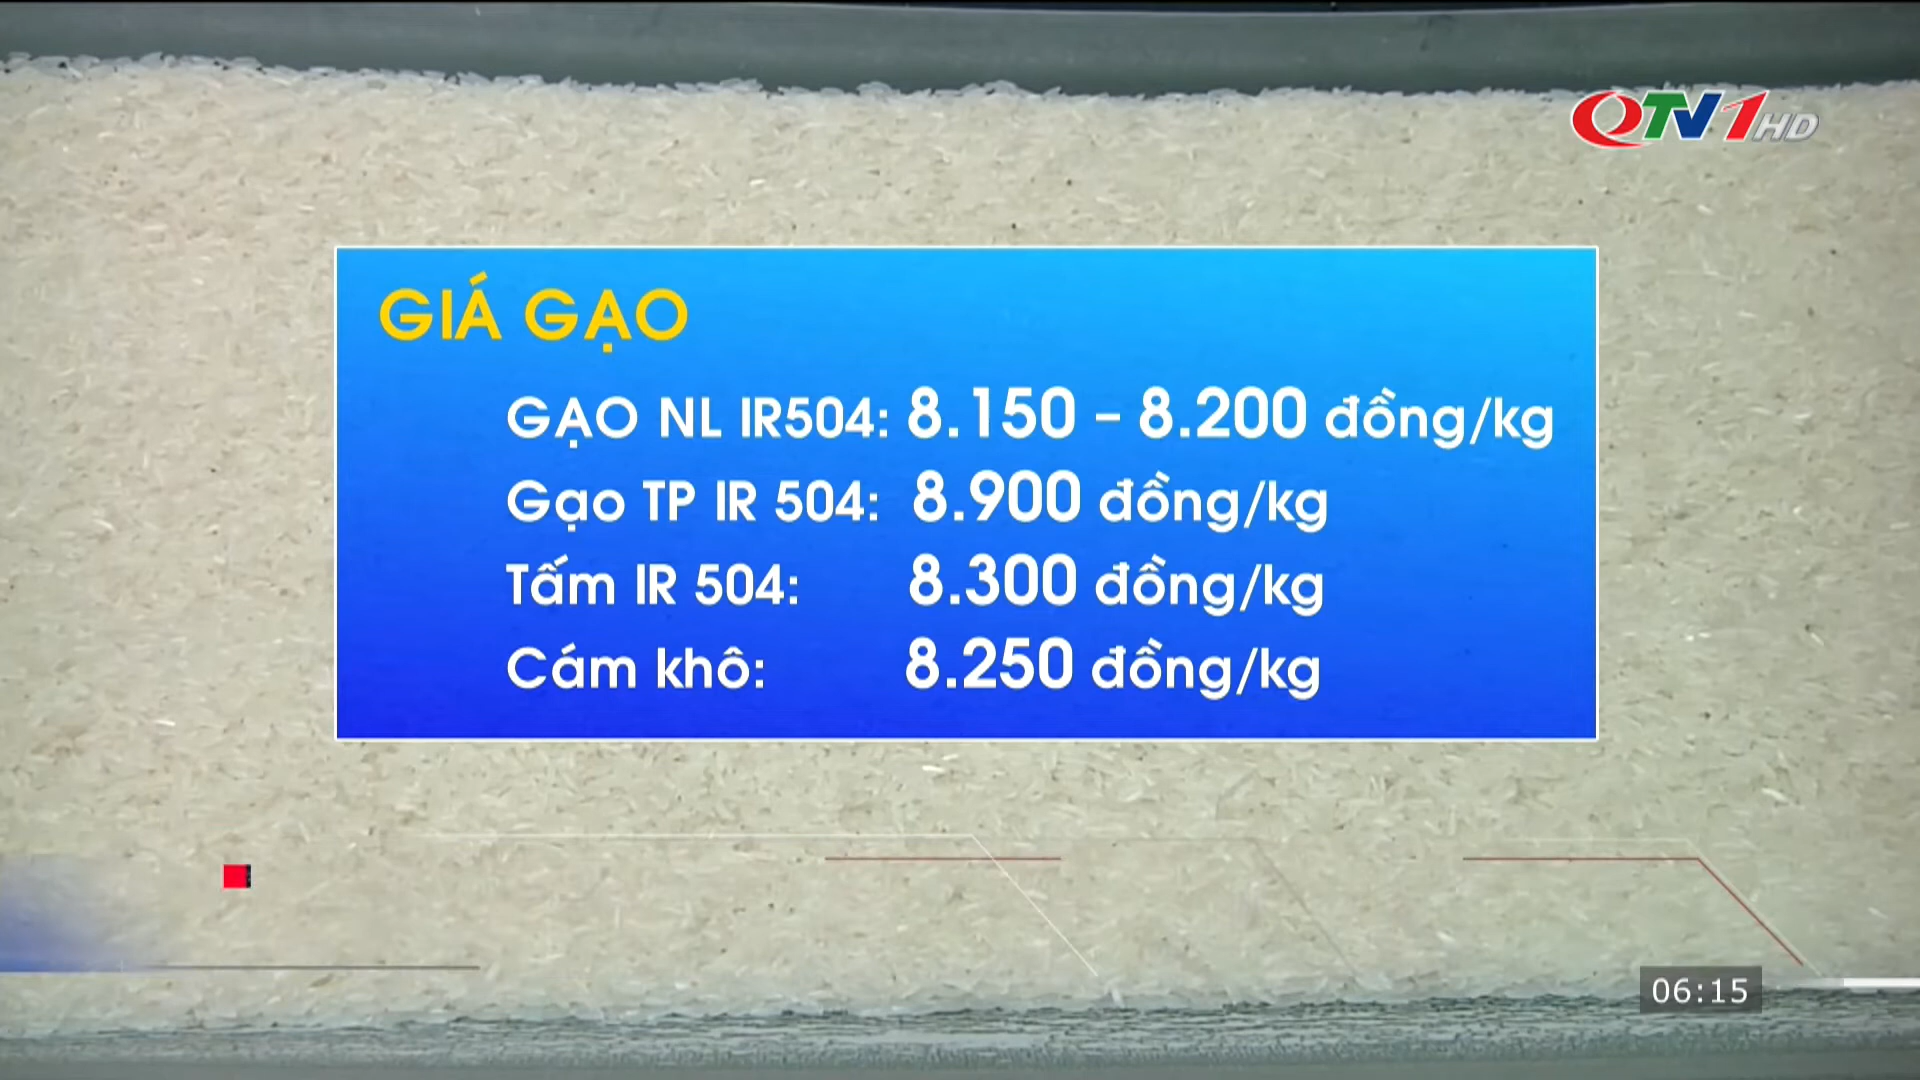 QTV1HD
GIÁ GẠO
GẠO NL IR504: 8.150 – 8.200 đồng/kg
Gạo TP IR 504: 8.900 đồng/kg
Tấm IR 504: 8.300 đồng/kg
Cám khô: 8.250 đồng/kg
06:15